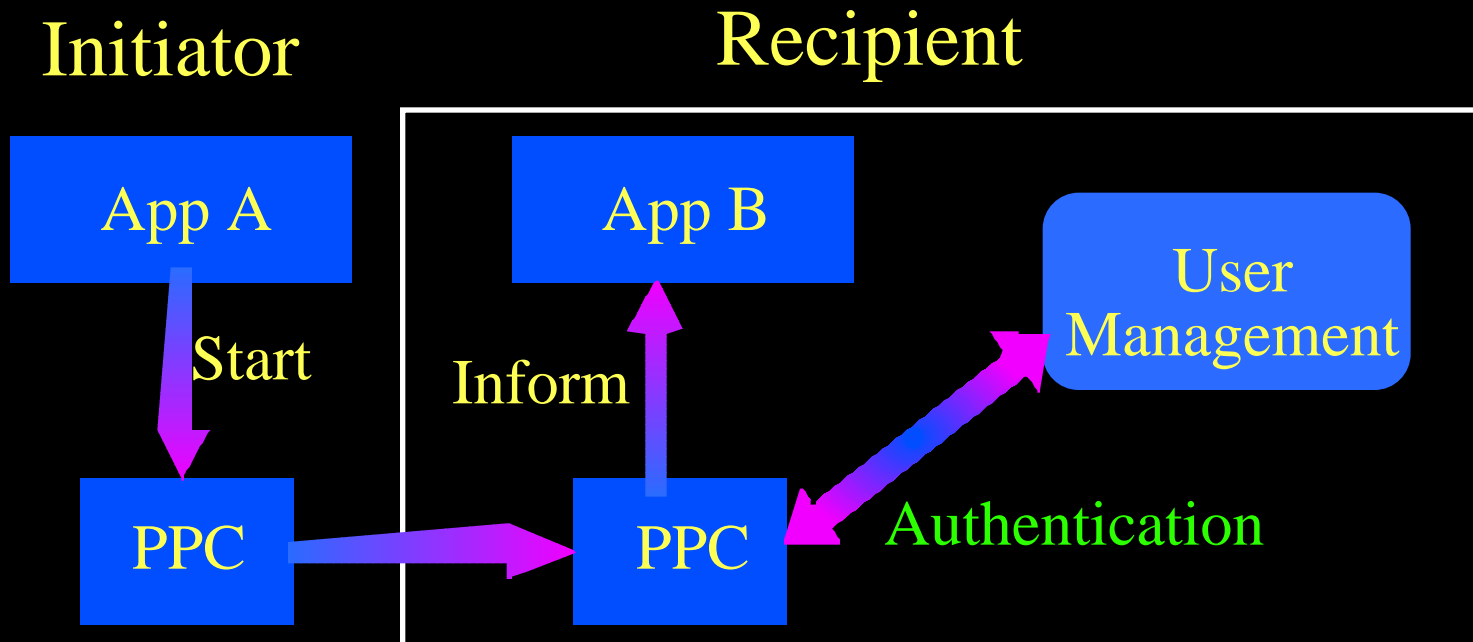 Initiator
Recipient
App A
App B
User
Management
Start
Inform
Authentication
PPC
PPC